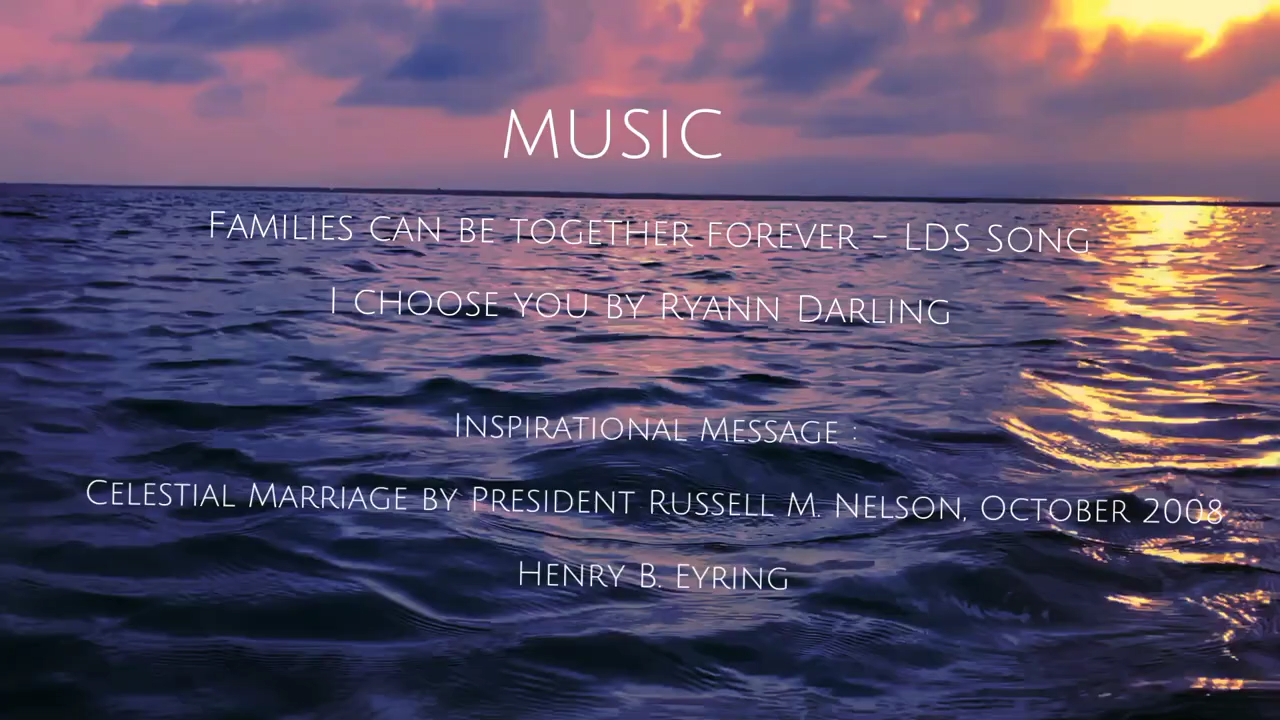 MUSIC
FAMILIES CAN BE TOGETHER FOREVER - LDS SONG
I CHOOSE YOU BY RYANN DARLING
INSPIRATIONAL MESSAGE :
CELESTIAL MARRIAGE BY PRESIDENT RUSSELL M. NELSON, OCTOBER 2008
HENRY B. EYRING